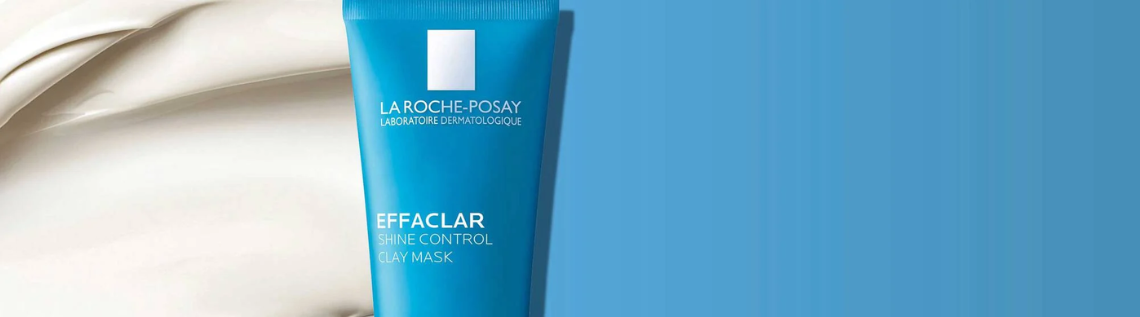 LA ROCHE-POSAY
LABORATOIRE DERMATOLOGIQUE
EFFACLAR
SHINE CONTROL
CLAY MASK